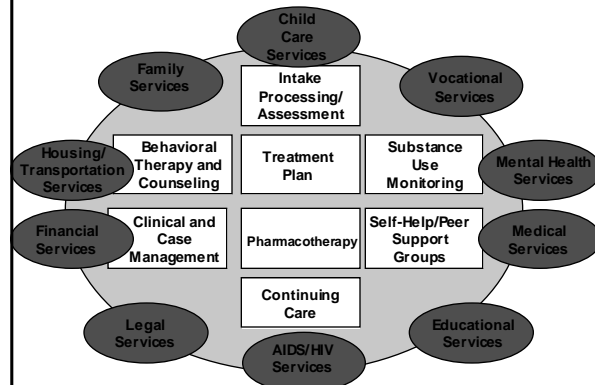 Child
Care
Services
Family
Services
Vocational
Services
Intake
Processing/
Assessment
Housing/
Transportation
Services
Behavioral
Therapy and
Counseling
Treatment
Plan
Substance
Use
Monitoring
Mental Health
Services
Financial
Services
Clinical and
Case
Management
Pharmacotherapy
Self-Help/Peer
Support
Groups
Medical
Services
Continuing
Care
Legal
Services
AIDS/HIV
Services
Educational
Services